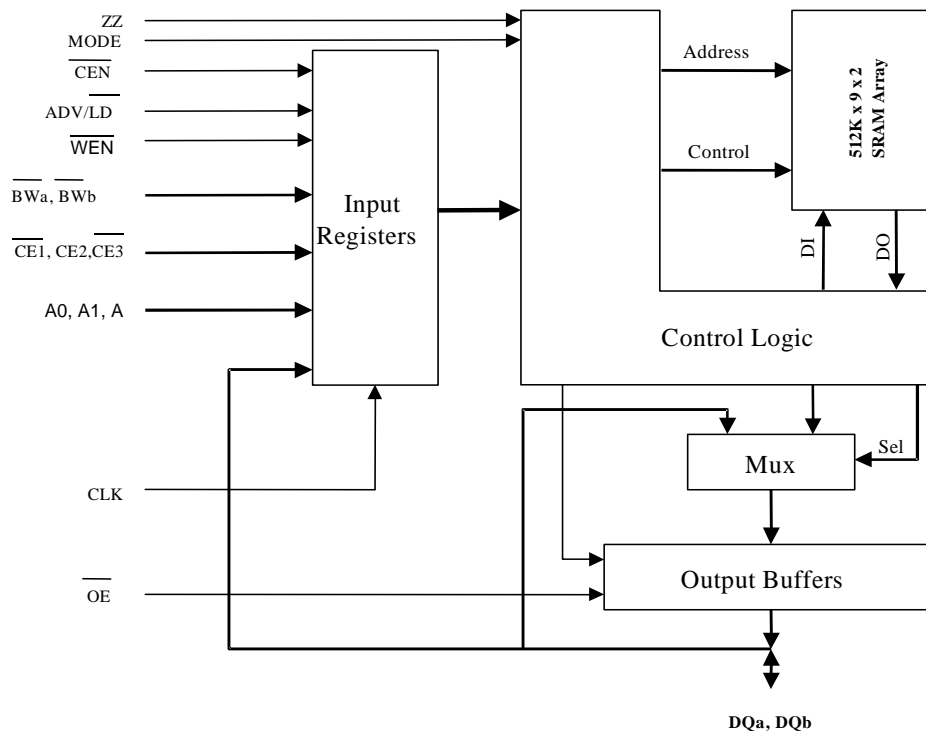 ZZ
MODE
CEN
ADV/LD
WEN
BWa, BWb
CE1, CE2,CE3
A0, A1, A
CLK
OE
Input
Registers
Address
Control
512K x 9 x 2
SRAM Array
DI
DO
Control Logic
Sel
Mux
Output Buffers
DQa, DQb